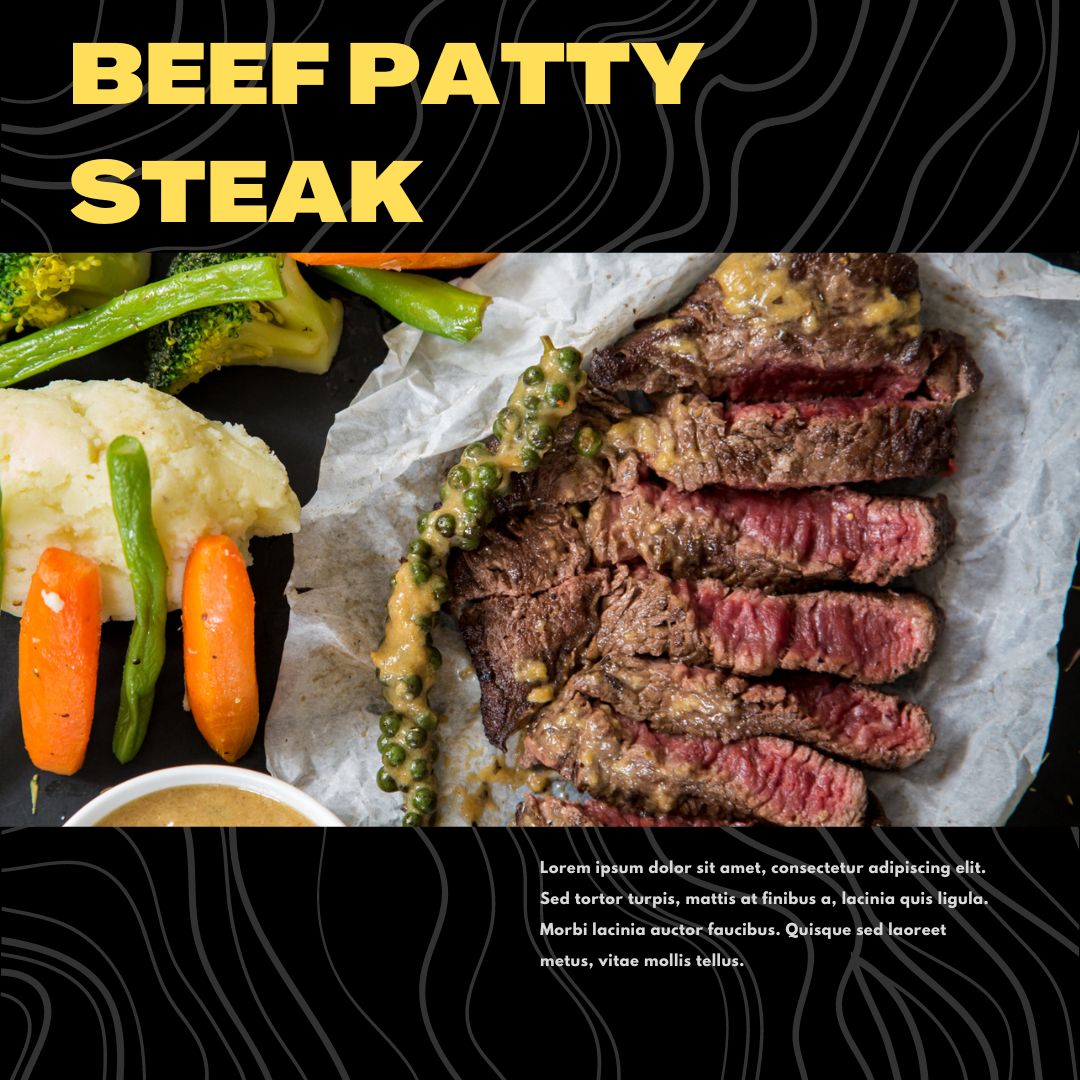 BEEF PATTY
STEAK
Lorem ipsum dolor sit amet, consectetur adipiscing elit.
Sed tortor turpis, mattis at finibus a, lacinia quis ligula.
Morbi lacinia auctor faucibus. Quisque sed laoreet
metus, vitae mollis tellus.